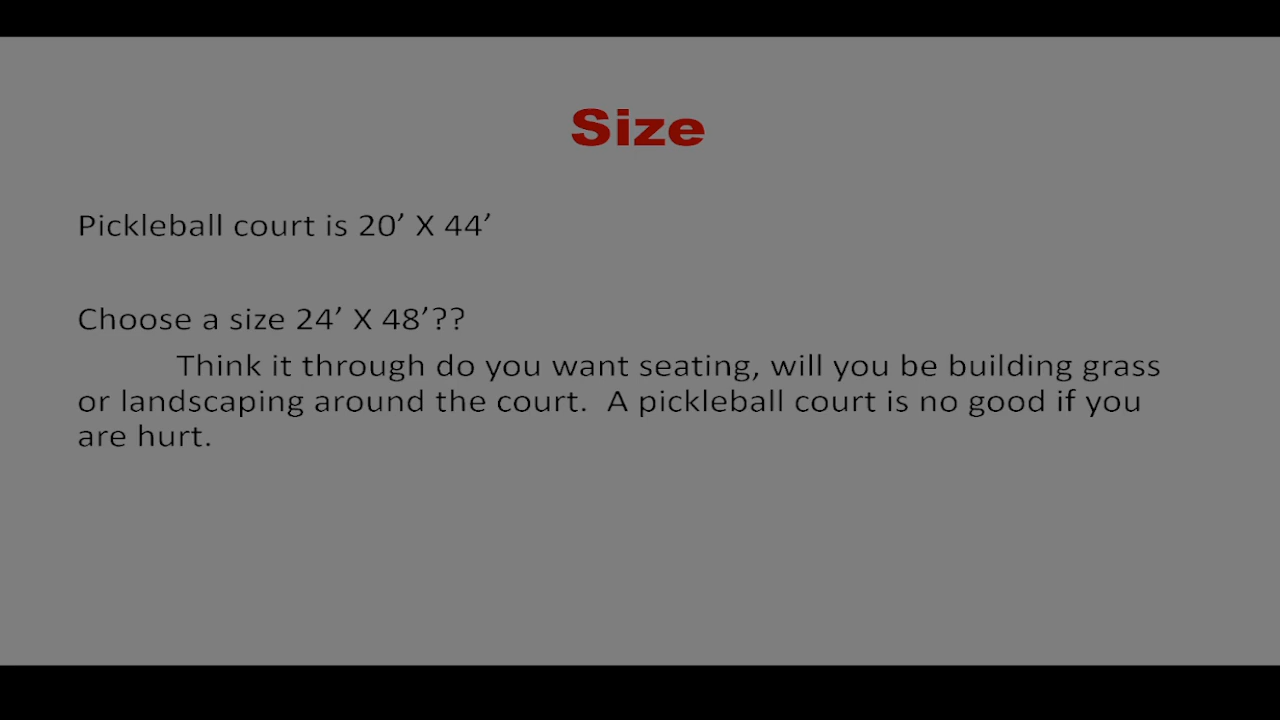 Size
Pickleball court is 20’ X 44’
Choose a size 24’ X 48’??
Think it through do you want seating, will you be building grass
or landscaping around the court.  A pickleball court is no good if you
are hurt.